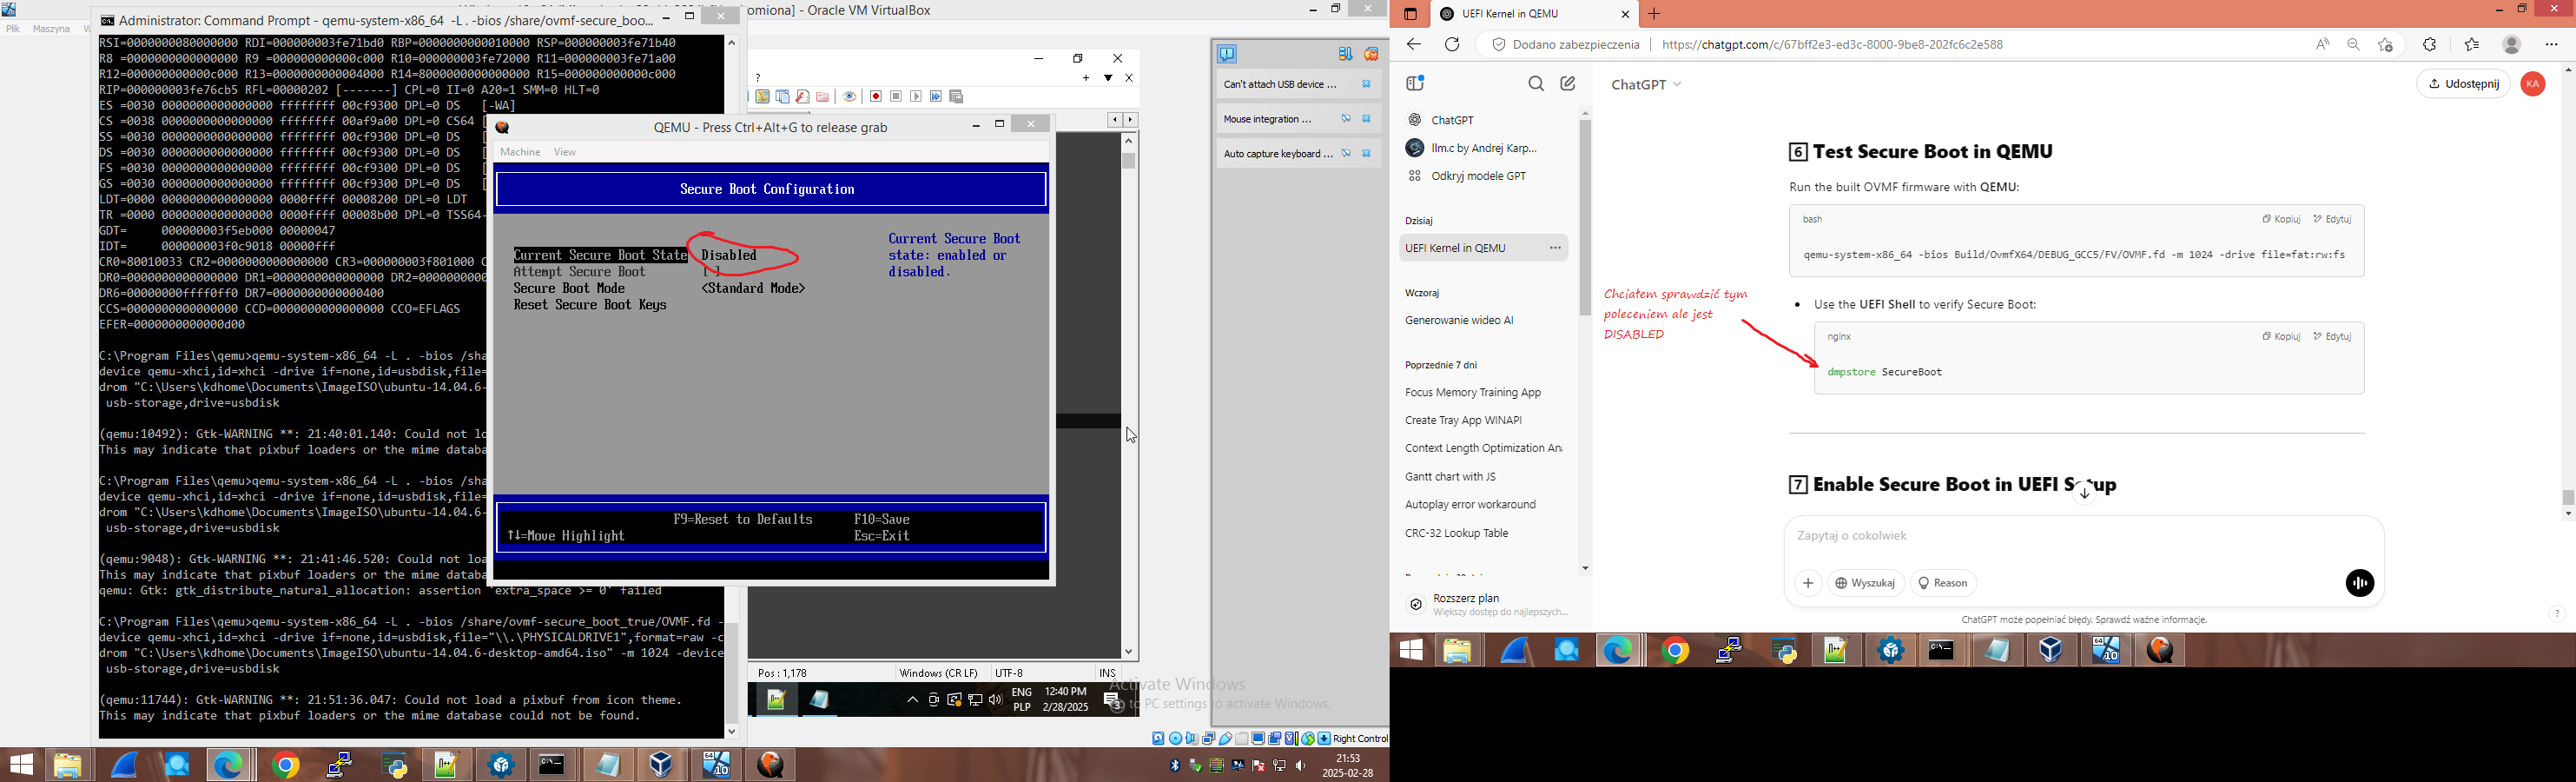 omiona] - Oracle VM VirtualBox
Plik Maszyna W
Administrator: Command Prompt - qemu-system-x86_64 -L . -bios /share/ovmf-secure_boo...
RSI=0000000080000000 RDI=000000003fe71bd0 RBP=0000000000010000 RSP=000000003fe71b40
R8 =0000000000000000 R9 =000000000000c000 R10=000000003fe72000 R11=000000003fe71a00
R12=000000000000c000 R13=0000000000004000 R14=8000000000000000 R15=000000000000c000
RIP=000000003fe76cb5 RFL=00000202 [-------] CPL=0 II=0 A20=1 SMM=0 HLT=0
ES =0030 0000000000000000 ffffffff 00cf9300 DPL=0 DS [-WA]
CS =0038 0000000000000000 ffffffff 00af9a00 DPL=0 CS64 [
SS =0030 0000000000000000 ffffffff 00cf9300 DPL=0 DS [
DS =0030 0000000000000000 ffffffff 00cf9300 DPL=0 DS [
FS =0030 0000000000000000 ffffffff 00cf9300 DPL=0 DS [
GS =0030 0000000000000000 ffffffff 00cf9300 DPL=0 DS [
LDT=0000 0000000000000000 0000ffff 00008200 DPL=0 LDT
TR =0000 0000000000000000 0000ffff 00008b00 DPL=0 TSS64-
GDT= 000000003f5eb000 00000047
IDT= 000000003f0c9018 00000fff
CR0=80010033 CR2=0000000000000000 CR3=000000003f801000 C
DR0=0000000000000000 DR1=0000000000000000 DR2=0000000000
DR6=00000000ffff0ff0 DR7=0000000000000400
CCS=0000000000000000 CCD=0000000000000000 CCO=EFLAGS
EFER=0000000000000d00
C:\Program Files\qemu>qemu-system-x86_64 -L . -bios /sha
device qemu-xhci,id=xhci -drive if=none,id=usbdisk,file=
drom "C:\Users\kdhome\Documents\ImageISO\ubuntu-14.04.6-
usb-storage,drive=usbdisk
(qemu:10492): Gtk-WARNING **: 21:40:01.140: Could not lo
This may indicate that pixbuf loaders or the mime databa
C:\Program Files\qemu>qemu-system-x86_64 -L . -bios /sha
device qemu-xhci,id=xhci -drive if=none,id=usbdisk,file=
drom "C:\Users\kdhome\Documents\ImageISO\ubuntu-14.04.6-
usb-storage,drive=usbdisk
(qemu:9048): Gtk-WARNING **: 21:41:46.520: Could not loa
This may indicate that pixbuf loaders or the mime databa
qemu: Gtk: gtk_distribute_natural_allocation: assertion 'extra_space >= 0' failed
C:\Program Files\qemu>qemu-system-x86_64 -L . -bios /share/ovmf-secure_boot_true/OVMF.fd -
device qemu-xhci,id=xhci -drive if=none,id=usbdisk,file="\\.\PHYSICALDRIVE1",format=raw -c
drom "C:\Users\kdhome\Documents\ImageISO\ubuntu-14.04.6-desktop-amd64.iso" -m 1024 -device
usb-storage,drive=usbdisk
(qemu:11744): Gtk-WARNING **: 21:51:36.047: Could not load a pixbuf from icon theme.
This may indicate that pixbuf loaders or the mime database could not be found.
QEMU - Press Ctrl+Alt+G to release grab
Machine View
Secure Boot Configuration
Current Secure Boot State Disabled
Attempt Secure Boot [ ]
Secure Boot Mode <Standard Mode>
Reset Secure Boot Keys
Current Secure Boot
state: enabled or
disabled.
F9=Reset to Defaults F10=Save
↑↓=Move Highlight Esc=Exit
?
Pos : 1,178 Windows (CR LF) UTF-8 INS
ENG
PLP
12:40 PM
2/28/2025
3
Activate Windows
to PC settings to activate Windows.
Can't attach USB device ...
Mouse integration ...
Auto capture keyboard ...
Right Control
21:53
2025-02-28
UEFI Kernel in QEMU
Dodano zabezpieczenia https://chatgpt.com/c/67bff2e3-ed3c-8000-9be8-202fc6c2e588
ChatGPT
llm.c by Andrej Karp...
Odkryj modele GPT
Dzisiaj
UEFI Kernel in QEMU
Wczoraj
Generowanie wideo AI
Poprzednie 7 dni
Focus Memory Training App
Create Tray App WINAPI
Context Length Optimization Ana
Gantt chart with JS
Autoplay error workaround
CRC-32 Lookup Table
Rozszerz plan
Większy dostęp do najlepszych...
ChatGPT
Udostępnij
KA
6 Test Secure Boot in QEMU
Run the built OVMF firmware with QEMU:
bash Kopiuj Edytuj
qemu-system-x86_64 -bios Build/OvmfX64/DEBUG_GCC5/FV/OVMF.fd -m 1024 -drive file=fat:rw:fs
Chciałem sprawdzić tym
poleceniem ale jest
DISABLED
Use the UEFI Shell to verify Secure Boot:
nginx Kopiuj Edytuj
dmpstore SecureBoot
7 Enable Secure Boot in UEFI Setup
Zapytaj o cokolwiek
Wyszukaj Reason
ChatGPT może popełniać błędy. Sprawdź ważne informacje.
?